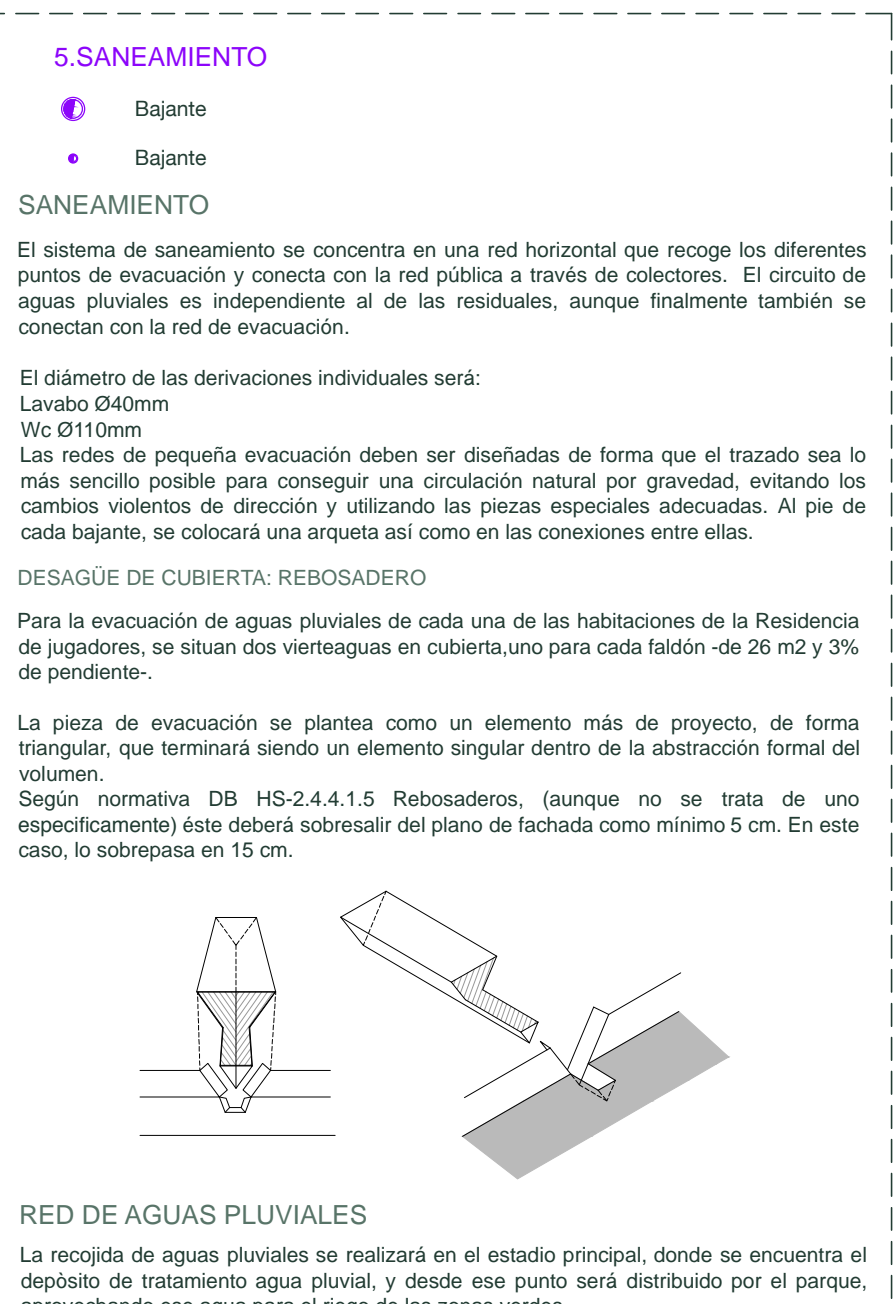 5.SANEAMIENTO
Bajante
Bajante
SANEAMIENTO
El sistema de saneamiento se concentra en una red horizontal que recoge los diferentes
puntos de evacuación y conecta con la red pública a través de colectores. El circuito de
aguas pluviales es independiente al de las residuales, aunque finalmente también se
conectan con la red de evacuación.
El diámetro de las derivaciones individuales será:
Lavabo Ø40mm
Wc Ø110mm
Las redes de pequeña evacuación deben ser diseñadas de forma que el trazado sea lo
más sencillo posible para conseguir una circulación natural por gravedad, evitando los
cambios violentos de dirección y utilizando las piezas especiales adecuadas. Al pie de
cada bajante, se colocará una arqueta así como en las conexiones entre ellas.
DESAGÜE DE CUBIERTA: REBOSADERO
Para la evacuación de aguas pluviales de cada una de las habitaciones de la Residencia
de jugadores, se situan dos vierteaguas en cubierta,uno para cada faldón -de 26 m2 y 3%
de pendiente-.
La pieza de evacuación se plantea como un elemento más de proyecto, de forma
triangular, que terminará siendo un elemento singular dentro de la abstracción formal del
volumen.
Según normativa DB HS-2.4.4.1.5 Rebosaderos, (aunque no se trata de uno
especificamente) éste deberá sobresalir del plano de fachada como mínimo 5 cm. En este
caso, lo sobrepasa en 15 cm.
RED DE AGUAS PLUVIALES
La recojida de aguas pluviales se realizará en el estadio principal, donde se encuentra el
depòsito de tratamiento agua pluvial, y desde ese punto será distribuido por el parque,
aprovechando ese agua para el riego de las zonas verdes